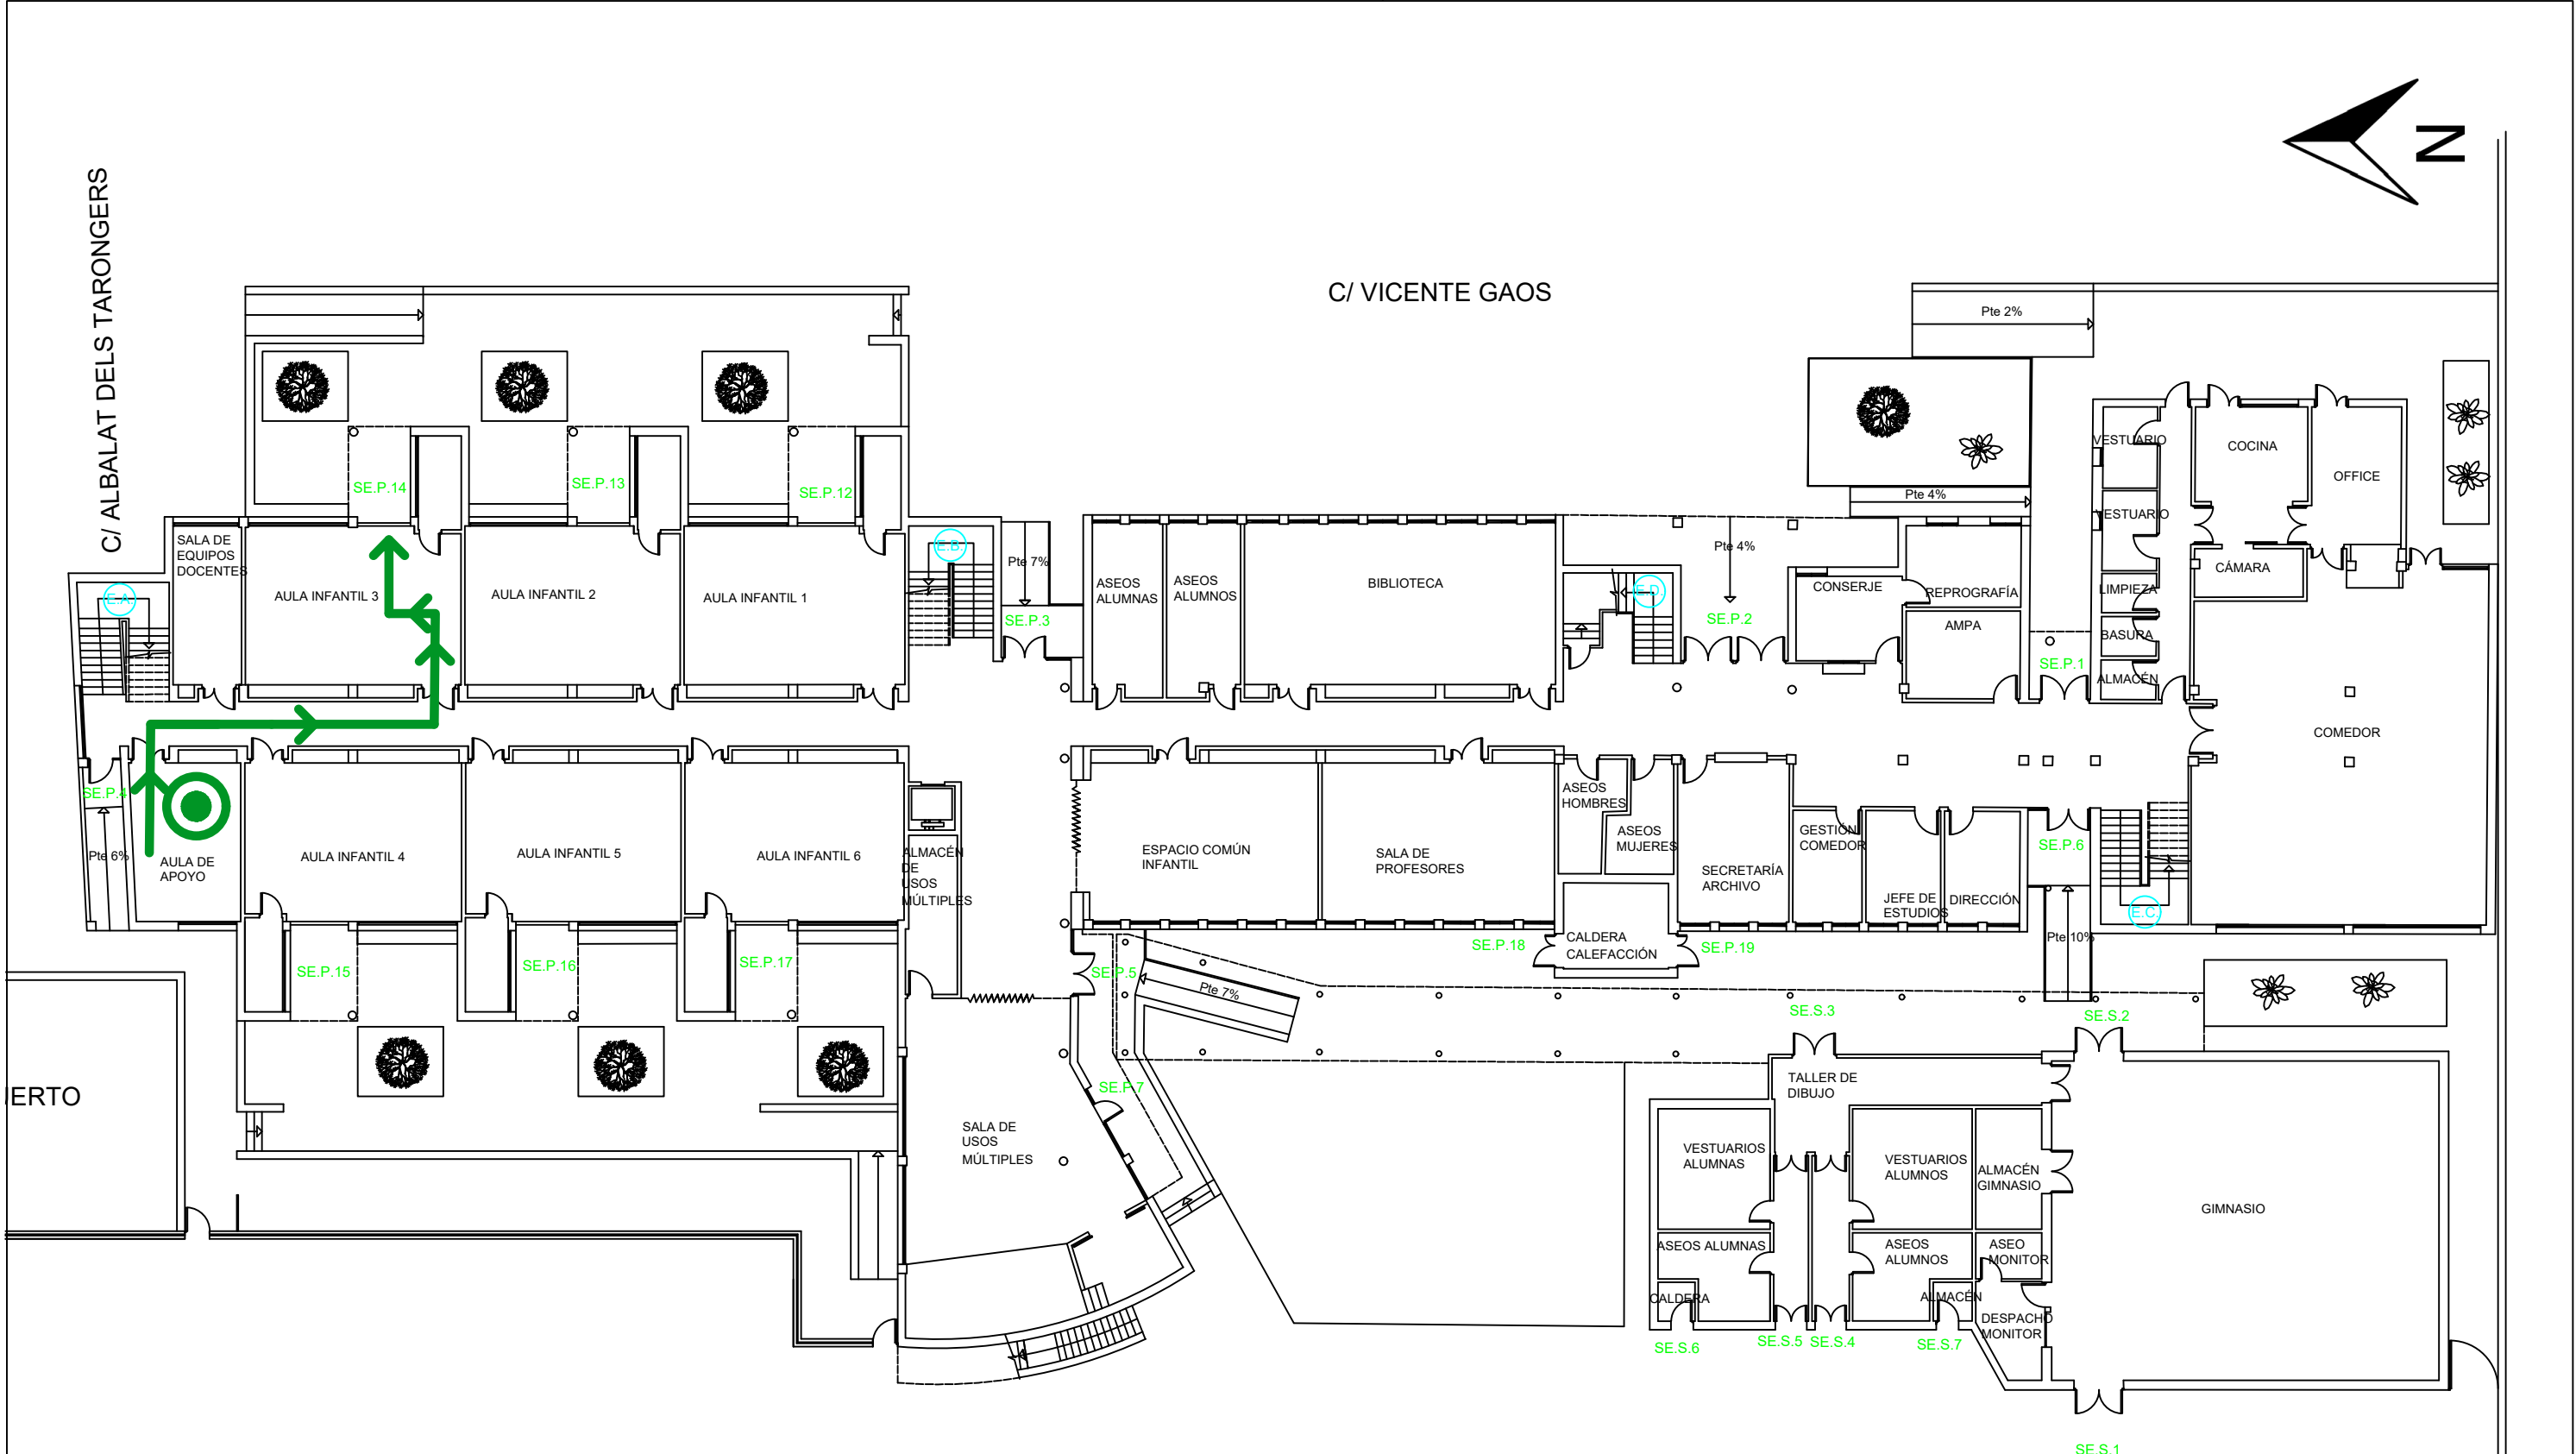 N
C/ ALBALAT DELS TARONGERS
C/ VICENTE GAOS
Pte 2%
VESTUARIO
COCINA
OFFICE
SE.P.14
SE.P.13
SE.P.12
Pte 4%
VESTUARIO
SALA DE
EQUIPOS
DOCENTES
E.B.
Pte 7%
Pte 4%
CÁMARA
E.A.
AULA INFANTIL 3
AULA INFANTIL 2
AULA INFANTIL 1
SE.P.3
ASEOS
ALUMNAS
ASEOS
ALUMNOS
BIBLIOTECA
E.D.
SE.P.2
CONSERJE
REPROGRAFÍA
AMPA
LIMPIEZA
BASURA
SE.P.1
ALMACÉN
COMEDOR
SE.P.4
Pte 6%
AULA DE
APOYO
AULA INFANTIL 4
AULA INFANTIL 5
AULA INFANTIL 6
ALMACÉN
DE
USOS
MÚLTIPLES
ESPACIO COMÚN
INFANTIL
SALA DE
PROFESORES
ASEOS
HOMBRES
ASEOS
MUJERES
SECRETARÍA
ARCHIVO
GESTIÓN
COMEDOR
JEFE DE
ESTUDIOS
DIRECCIÓN
SE.P.6
E.C.
Pte 10%
SE.P.15
SE.P.16
SE.P.17
SE.P.5
Pte 7%
SE.P.18
CALDERA
CALEFACCIÓN
SE.P.19
SE.S.3
SE.S.2
IERTO
SE.P.7
SALA DE
USOS
MÚLTIPLES
TALLER DE
DIBUJO
VESTUARIOS
ALUMNAS
VESTUARIOS
ALUMNOS
ALMACÉN
GIMNASIO
GIMNASIO
ASEOS ALUMNAS
ASEOS
ALUMNOS
ASEO
MONITOR
CALDERA
ALMACÉN
DESPACHO
MONITOR
SE.S.6
SE.S.5
SE.S.4
SE.S.7
SE.S.1